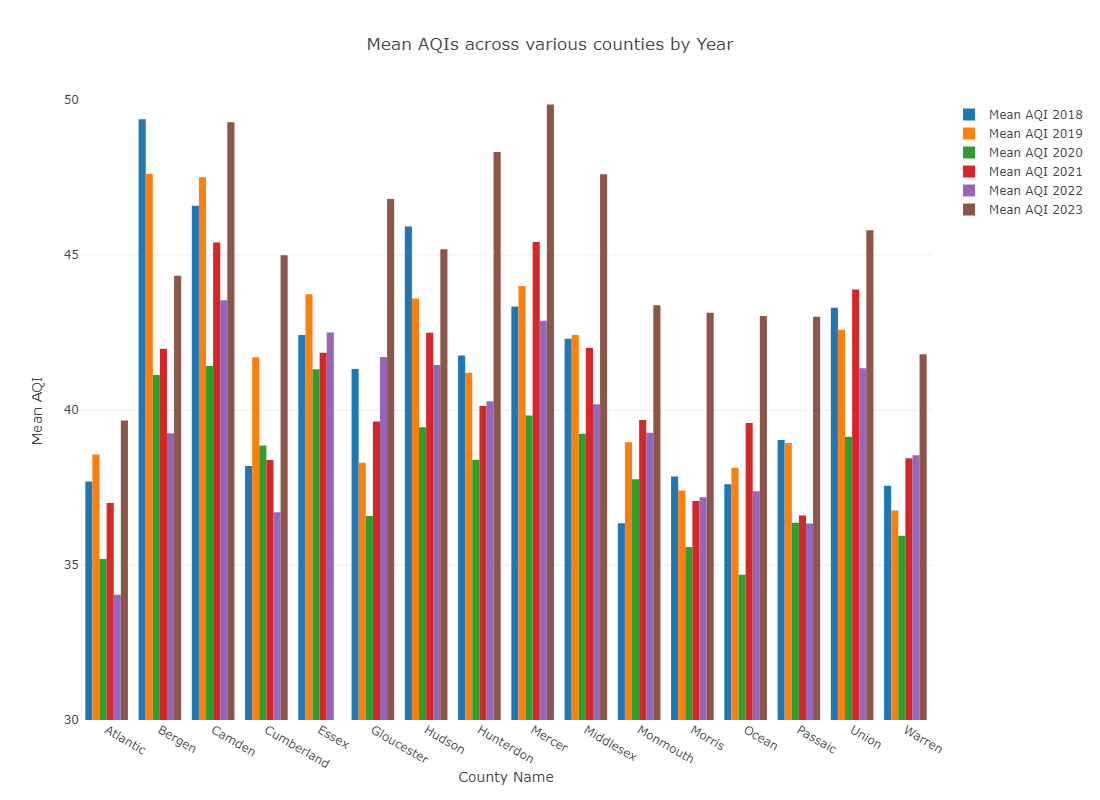 Mean AQIs across various counties by Year
50
45
40
35
30
Mean AQI
Atlantic
Bergen
Camden
Cumberland
Essex
Gloucester
Hudson
Hunterdon
Mercer
Middlesex
Monmouth
Morris
Ocean
Passaic
Union
Warren
County Name
Mean AQI 2018
Mean AQI 2019
Mean AQI 2020
Mean AQI 2021
Mean AQI 2022
Mean AQI 2023